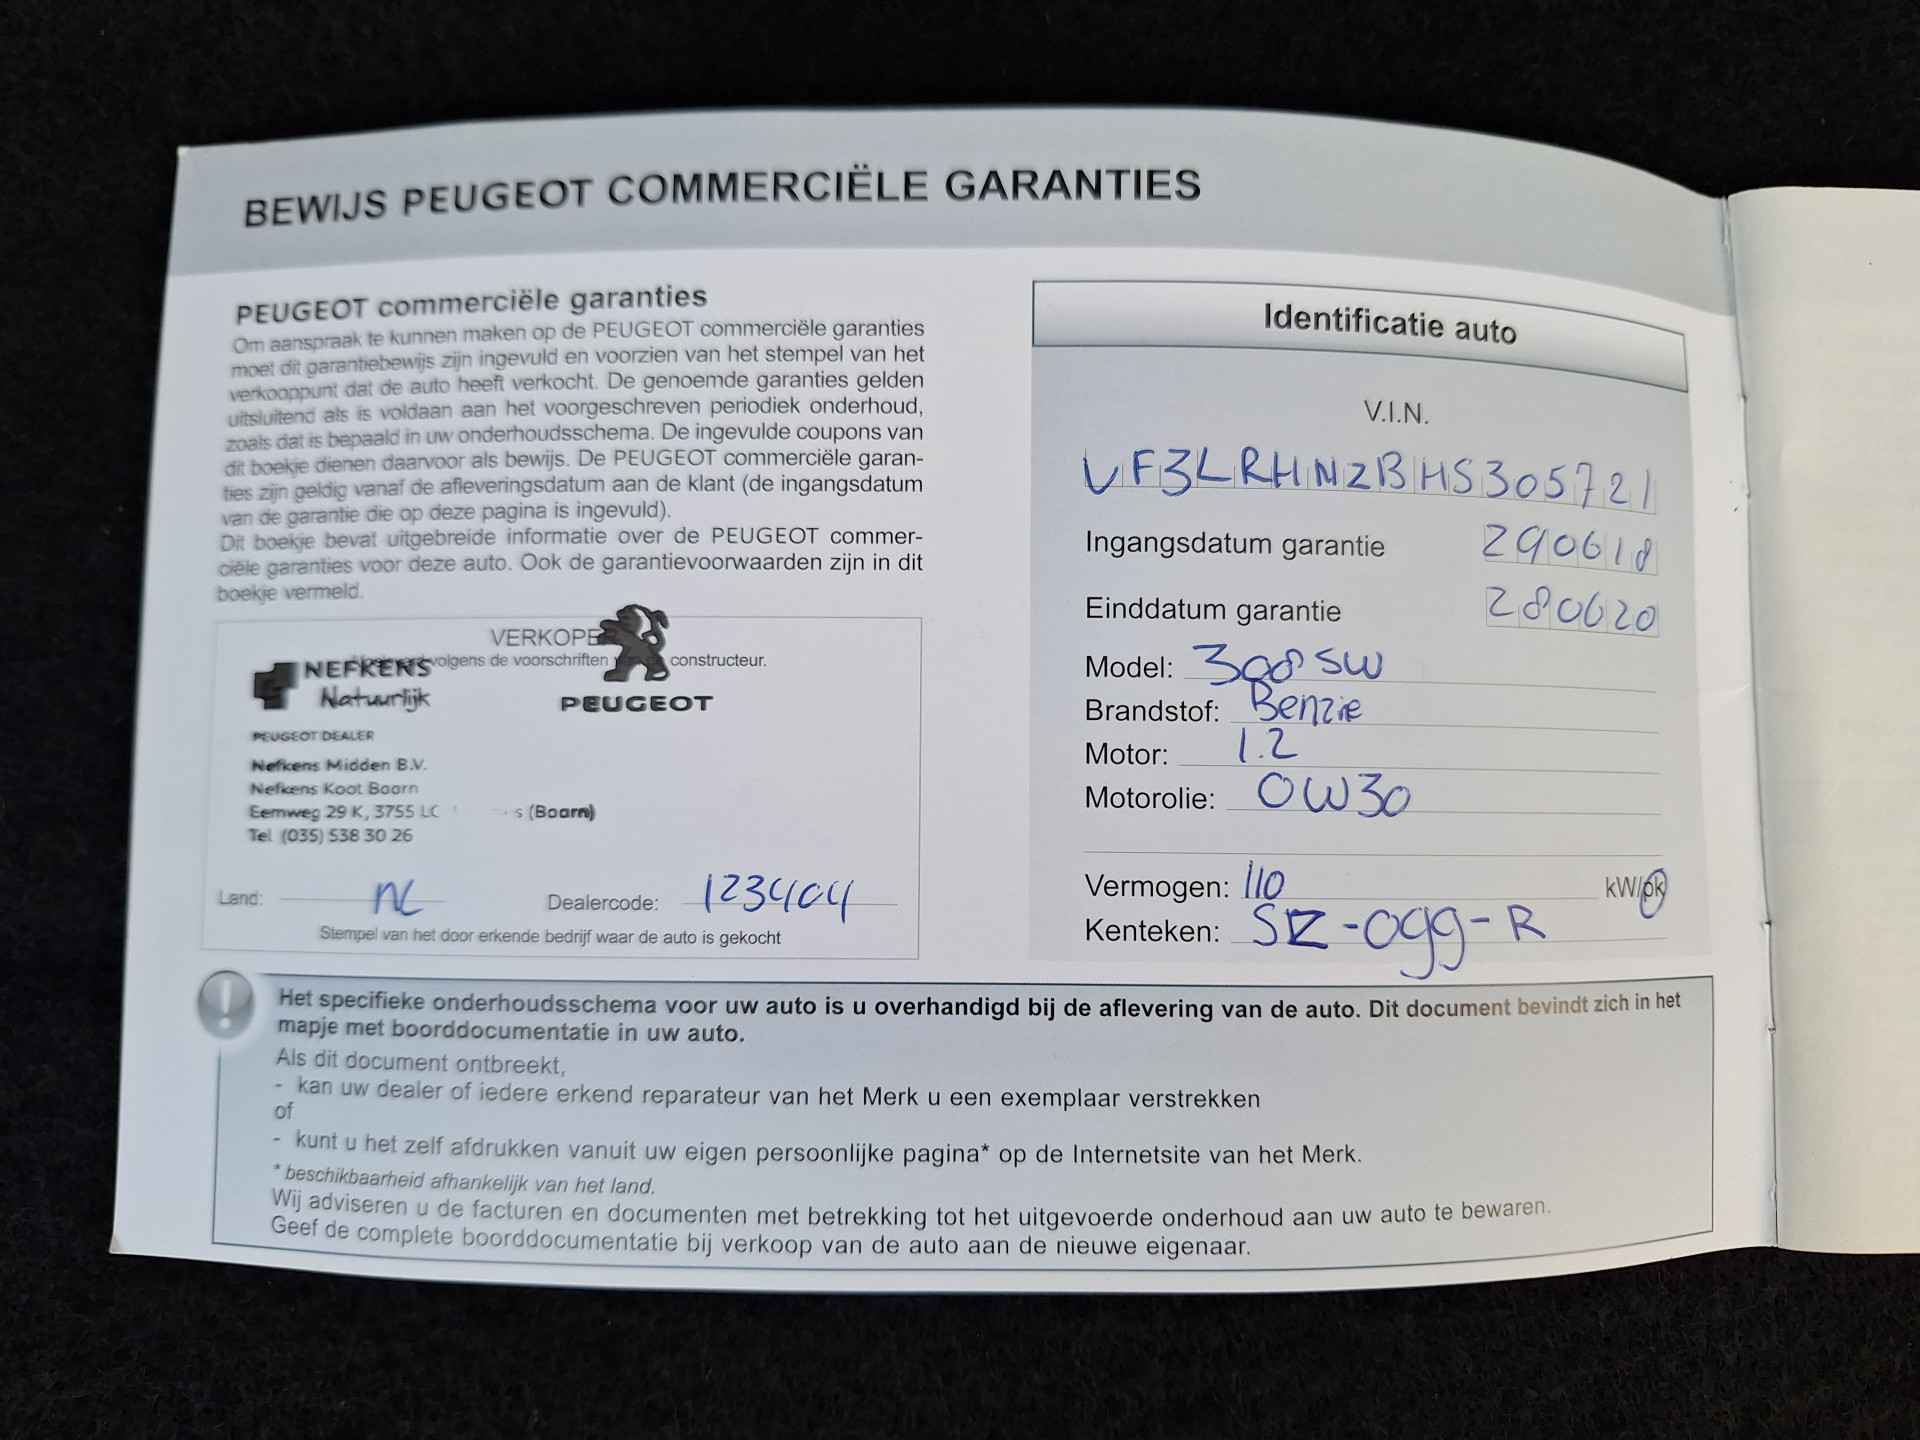 BEWIJS PEUGEOT COMMERCIËLE GARANTIES
PEUGEOT commerciële garanties
Om aanspraak te kunnen maken op de PEUGEOT commerciële garanties
moet dit garantiebewijs zijn ingevuld en voorzien van het stempel van het
verkooppunt dat de auto heeft verkocht. De genoemde garanties gelden
uitsluitend als is voldaan aan het voorgeschreven periodiek onderhoud,
zoals dat is bepaald in uw onderhoudsschema. De ingevulde coupons van
dit boekje dienen daarvoor als bewijs. De PEUGEOT commerciële garan-
ties zijn geldig vanaf de afleveringsdatum aan de klant (de ingangsdatum
van de garantie die op deze pagina is ingevuld).
Dit boekje bevat uitgebreide informatie over de PEUGEOT commer-
ciële garanties voor deze auto. Ook de garantievoorwaarden zijn in dit
boekje vermeld.
VERKOPE
volgens de voorschriften constructeur.
NEFKENS
Natuurlijk
PEUGEOT
PEUGEOT DEALER
Nefkens Midden B.V.
Nefkens Koot Baarn
Eemweg 29 K, 3755 LC (Baarn)
Tel. (035) 538 30 26
Land: NL Dealercode: 123404
Stempel van het door erkende bedrijf waar de auto is gekocht
Identificatie auto
V.I.N.
VF3LRHNZBHS305721
Ingangsdatum garantie 290618
Einddatum garantie 280620
Model: 308 SW
Brandstof: Benzie
Motor: 1.2
Motorolie: 0W30
Vermogen: 110 kW/pk
Kenteken: SZ-099-R
Het specifieke onderhoudsschema voor uw auto is u overhandigd bij de aflevering van de auto. Dit document bevindt zich in het
mapje met boorddocumentatie in uw auto.
Als dit document ontbreekt,
- kan uw dealer of iedere erkend reparateur van het Merk u een exemplaar verstrekken
of
- kunt u het zelf afdrukken vanuit uw eigen persoonlijke pagina* op de Internetsite van het Merk.
* beschikbaarheid afhankelijk van het land.
Wij adviseren u de facturen en documenten met betrekking tot het uitgevoerde onderhoud aan uw auto te bewaren.
Geef de complete boorddocumentatie bij verkoop van de auto aan de nieuwe eigenaar.